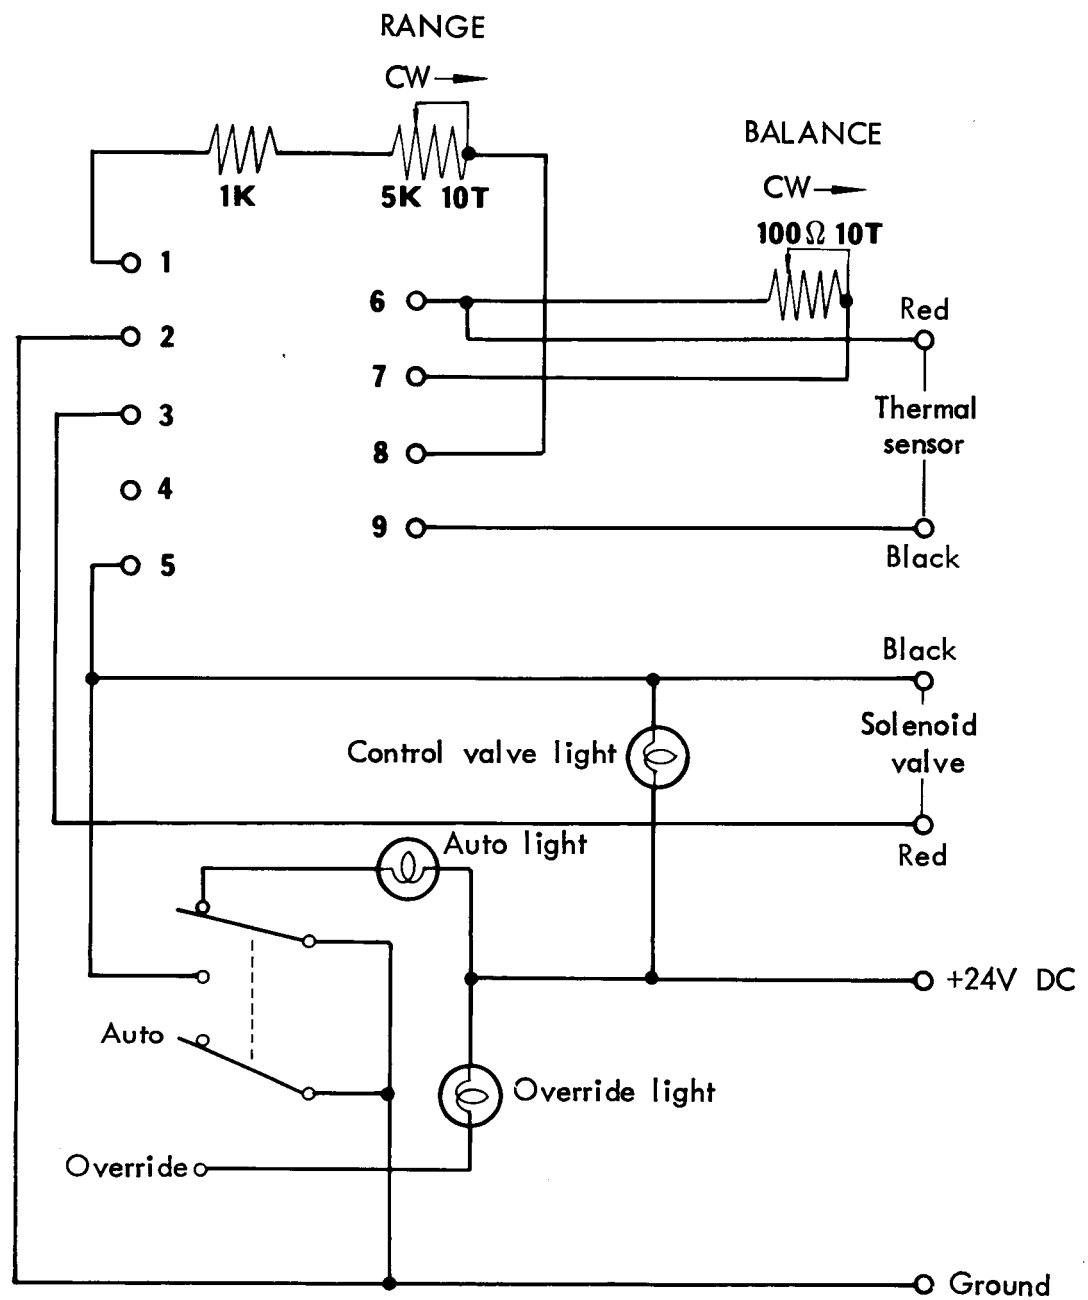 RANGE
CW
1K
5K 10T
BALANCE
CW
100Ω 10T
1
2
3
4
5
6
7
8
9
Red
Thermal
sensor
Black
Black
Solenoid
valve
Red
Control valve light
Auto light
+24V DC
Auto
Override light
Override
Ground